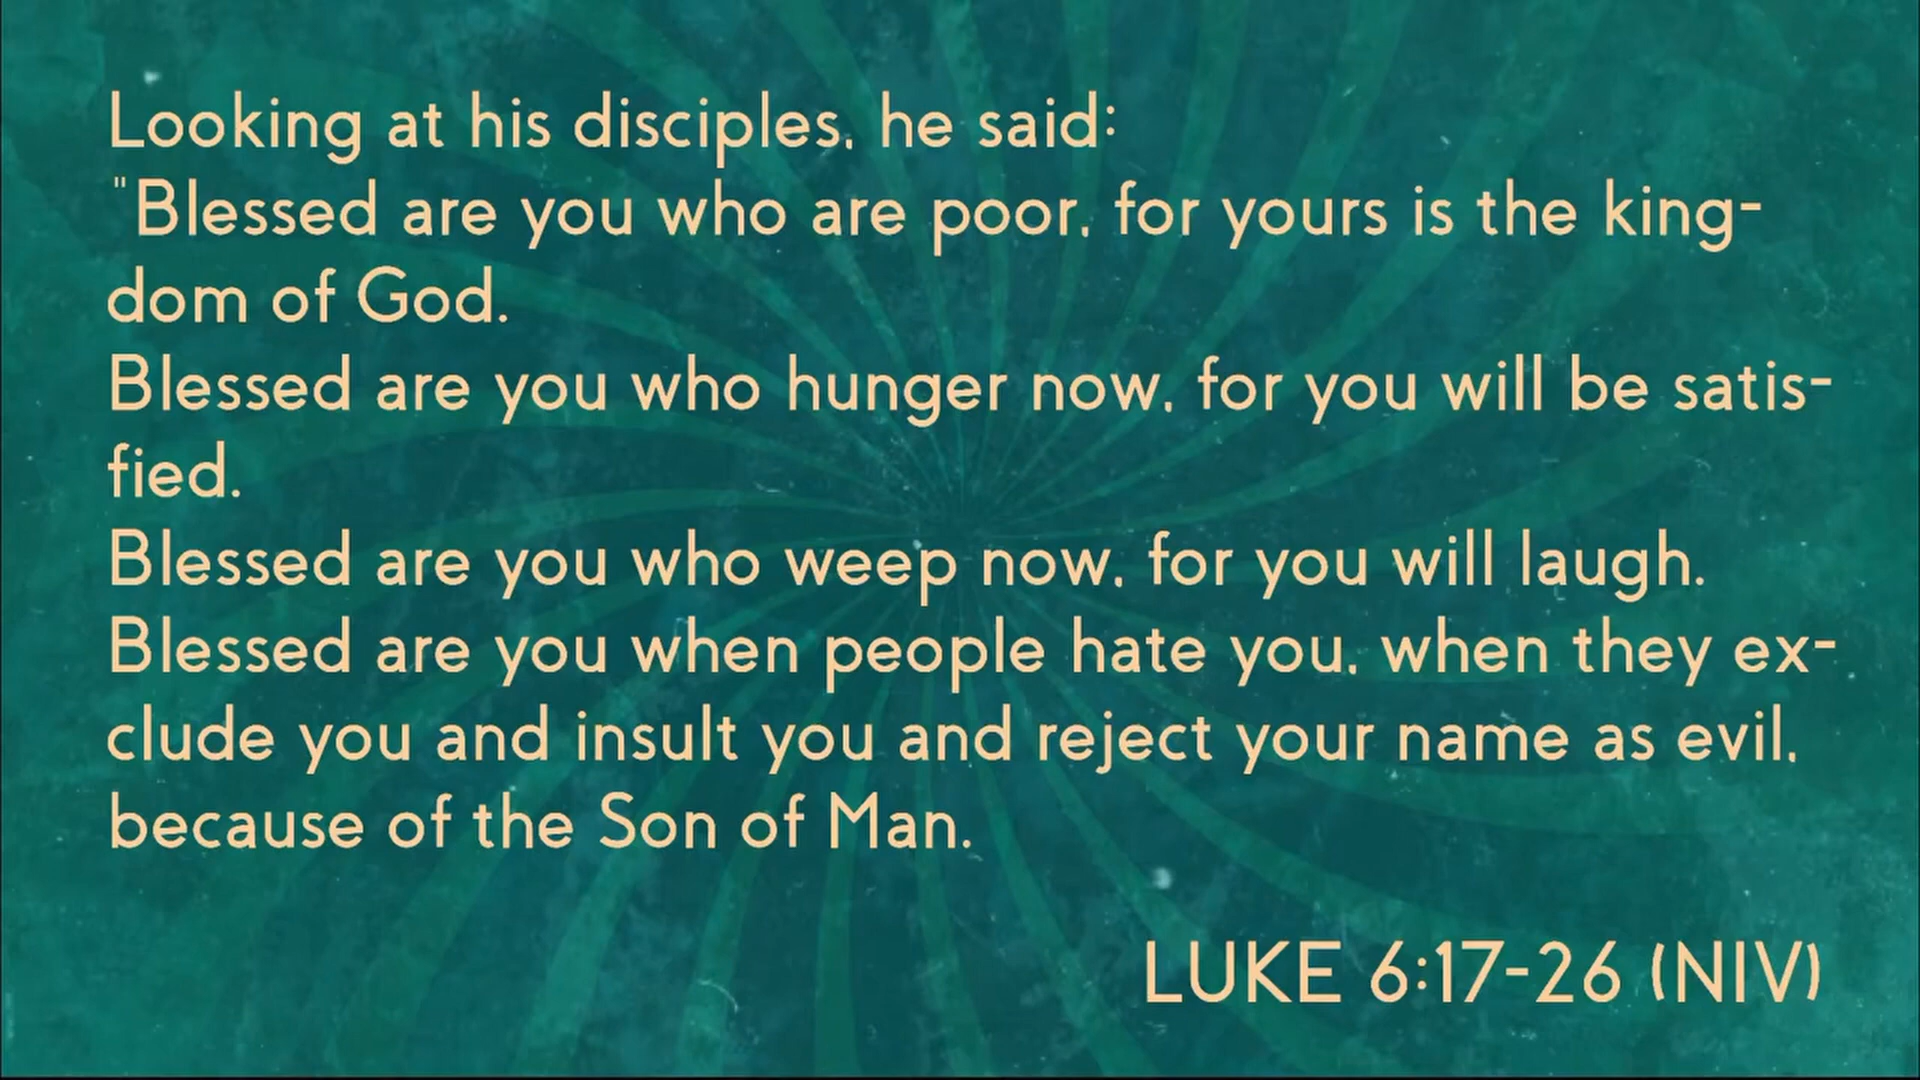 Looking at his disciples, he said:
"Blessed are you who are poor, for yours is the king-
dom of God.
Blessed are you who hunger now, for you will be satis-
fied.
Blessed are you who weep now, for you will laugh.
Blessed are you when people hate you, when they ex-
clude you and insult you and reject your name as evil,
because of the Son of Man.
LUKE 6:17-26 (NIV)